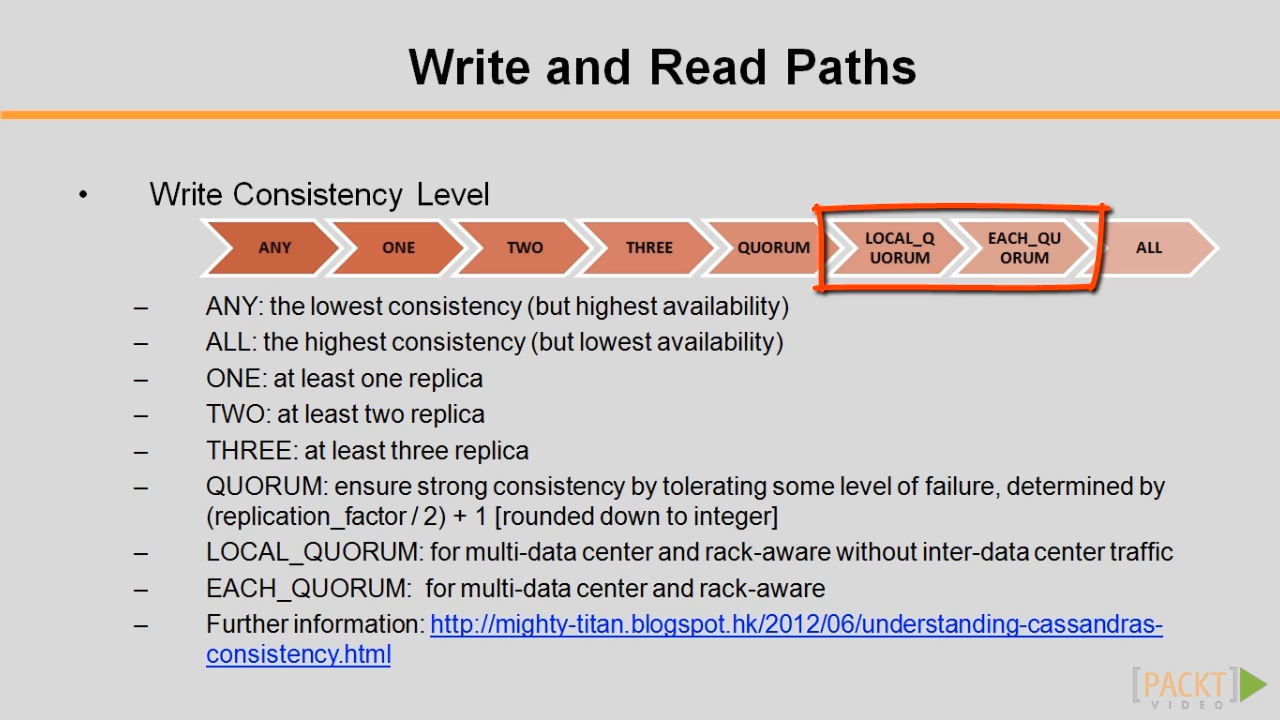 Write and Read Paths
• Write Consistency Level
ANY ONE TWO THREE QUORUM LOCAL_Q EACH_QU ALL
UORUM ORUM
– ANY: the lowest consistency (but highest availability)
– ALL: the highest consistency (but lowest availability)
– ONE: at least one replica
– TWO: at least two replica
– THREE: at least three replica
– QUORUM: ensure strong consistency by tolerating some level of failure, determined by
(replication_factor / 2) + 1 [rounded down to integer]
– LOCAL_QUORUM: for multi-data center and rack-aware without inter-data center traffic
– EACH_QUORUM: for multi-data center and rack-aware
– Further information: http://mighty-titan.blogspot.hk/2012/06/understanding-cassandras-
consistency.html
[PACKT]
VIDEO